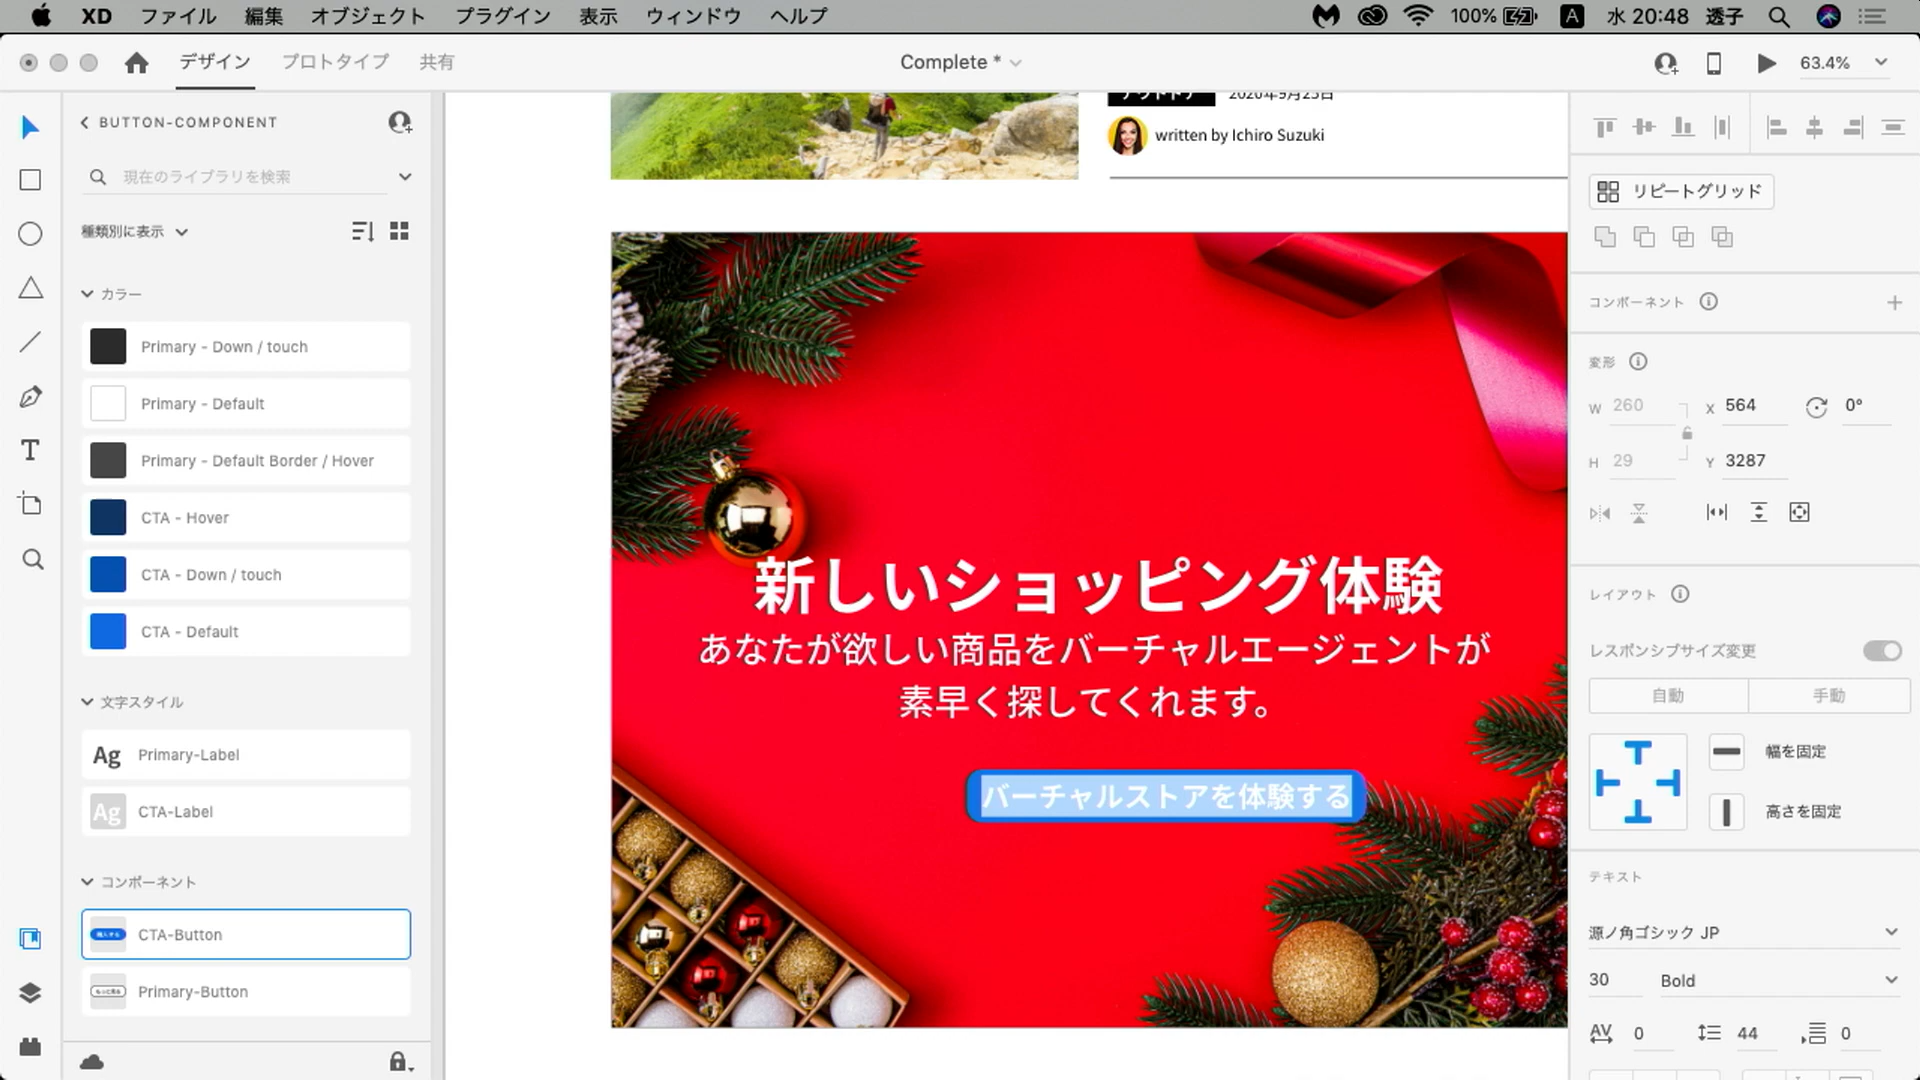 XD ファイル 編集 オブジェクト プラグイン 表示 ウィンドウ ヘルプ 100% A 水 20:48 透子
デザイン プロトタイプ 共有 Complete * 63.4%
BUTTON-COMPONENT
現在のライブラリを検索
種類別に表示
カラー
Primary - Down / touch
Primary - Default
Primary - Default Border / Hover
CTA - Hover
CTA - Down / touch
CTA - Default
文字スタイル
Ag Primary-Label
Ag CTA-Label
コンポーネント
CTA-Button
Primary-Button
2020年9月25日
written by Ichiro Suzuki
新しいショッピング体験
あなたが欲しい商品をバーチャルエージェントが
素早く探してくれます。
バーチャルストアを体験する
リピートグリッド
コンポーネント
変形
W 260 X 564 0°
H 29 Y 3287
レイアウト
レスポンシブサイズ変更
自動 手動
幅を固定
高さを固定
テキスト
源ノ角ゴシック JP
30 Bold
AV 0 44 0